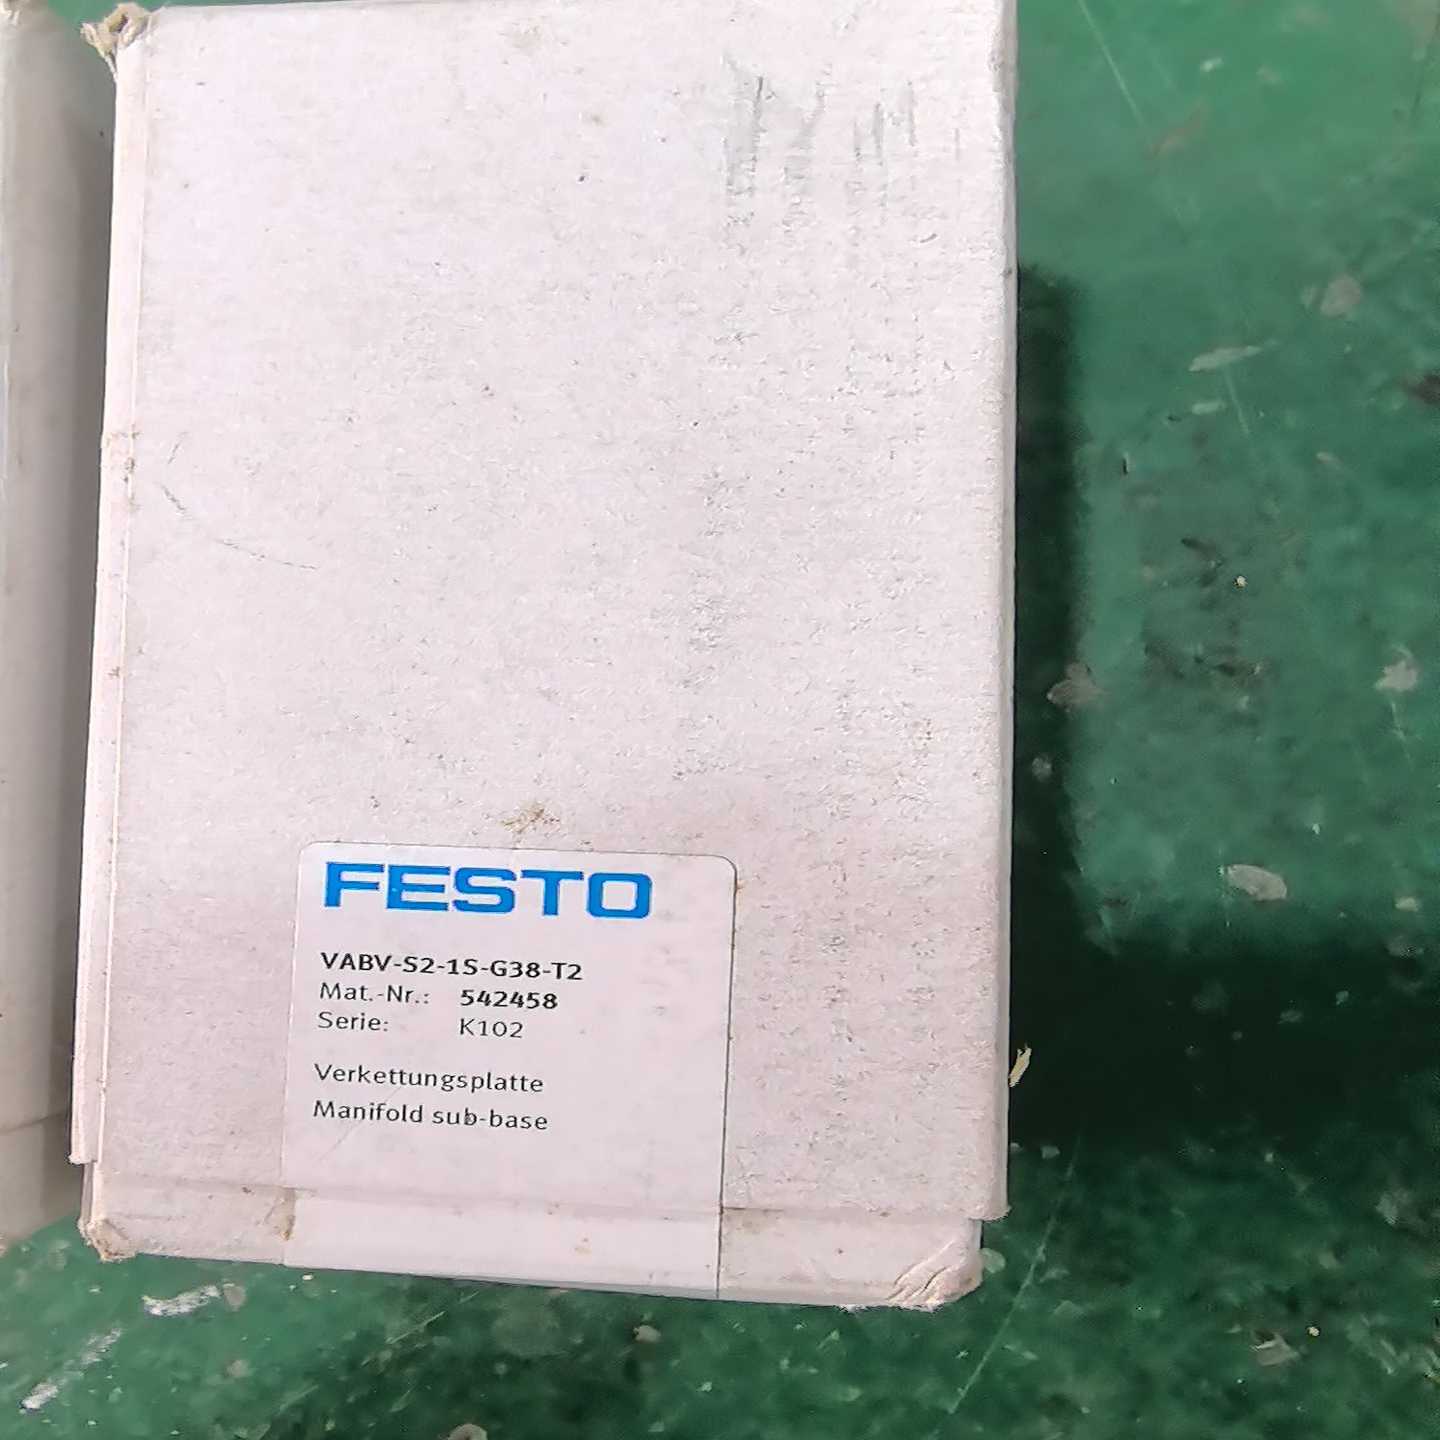 FESTO
VABV-S2-1S-G38-T2
Mat.-Nr.: 542458
Serie: K102
Verkettungsplatte
Manifold sub-base